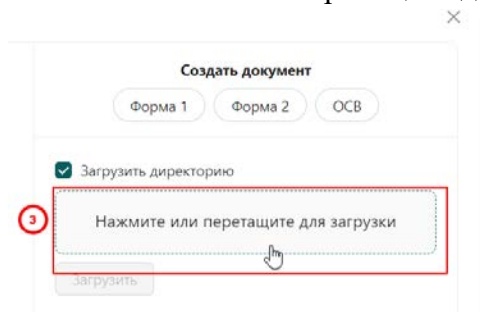 Создать документ
Форма 1 Форма 2 ОСВ
Загрузить директорию
3
Нажмите или перетащите для загрузки
Загрузить